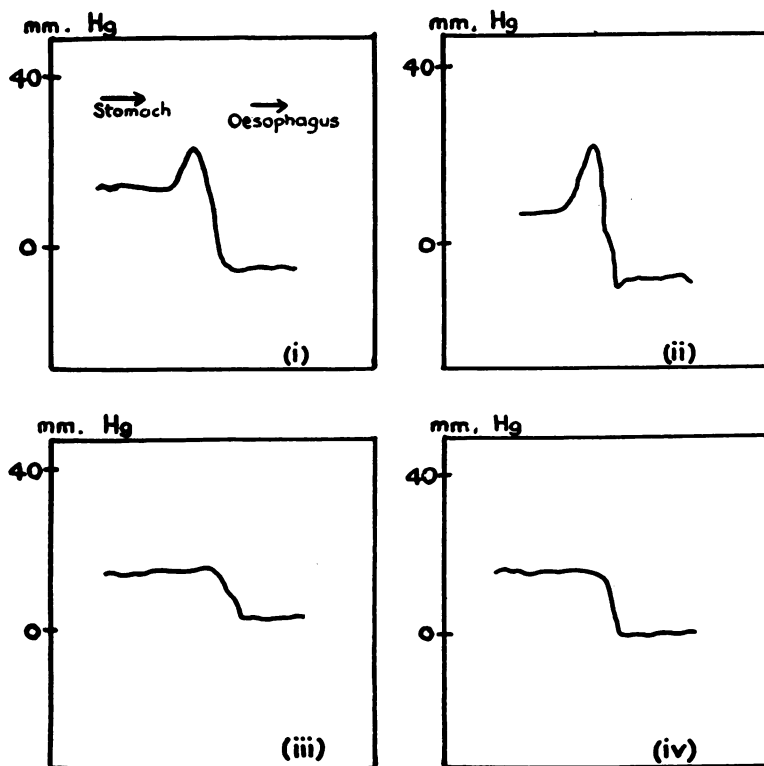 mm. Hg
40
Stomach
Oesophagus
0
(i)
mm. Hg
40
0
(ii)
mm. Hg
40
0
(iii)
mm. Hg
40
0
(iv)